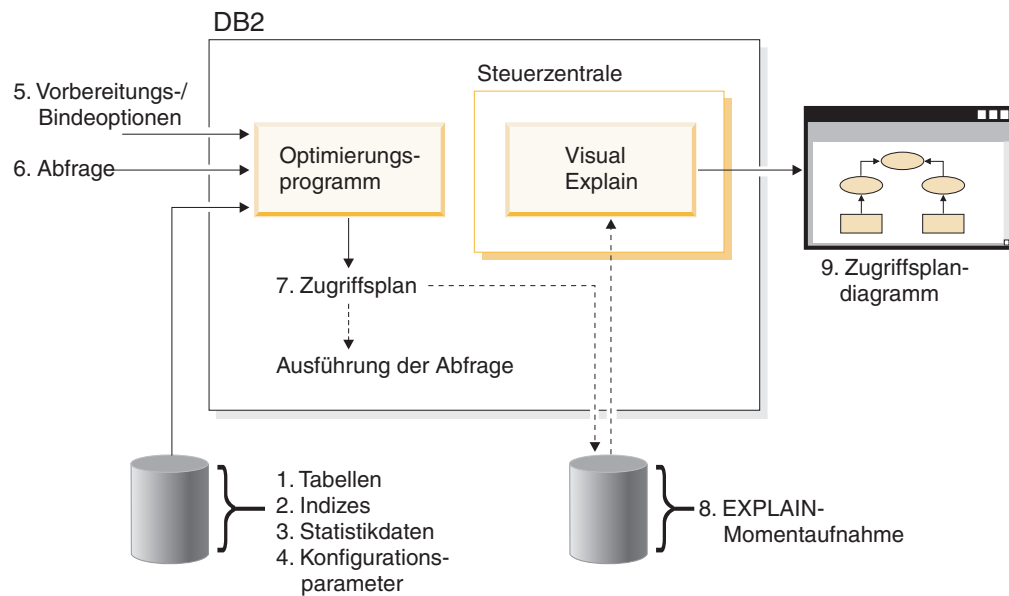 DB2
Steuerzentrale
5. Vorbereitungs-/
Bindeoptionen
6. Abfrage
Optimierungs-
programm
Visual
Explain
7. Zugriffsplan
Ausführung der Abfrage
9. Zugriffsplan-
diagramm
1. Tabellen
2. Indizes
3. Statistikdaten
4. Konfigurations-
parameter
8. EXPLAIN-
Momentaufnahme